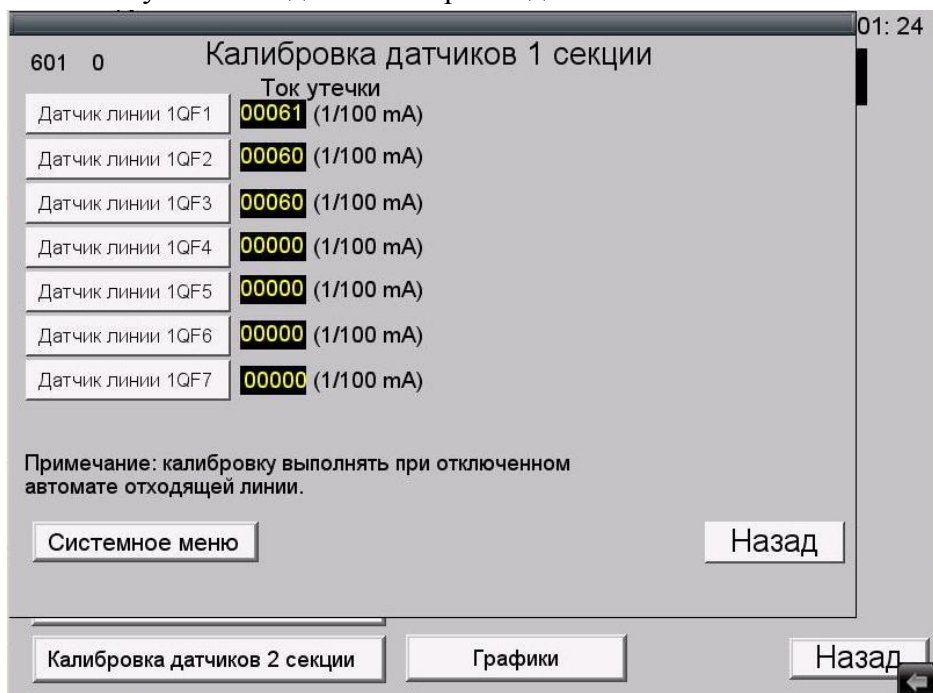 01: 24
601 0 Калибровка датчиков 1 секции
Ток утечки
Датчик линии 1QF1 00061 (1/100 mA)
Датчик линии 1QF2 00060 (1/100 mA)
Датчик линии 1QF3 00060 (1/100 mA)
Датчик линии 1QF4 00000 (1/100 mA)
Датчик линии 1QF5 00000 (1/100 mA)
Датчик линии 1QF6 00000 (1/100 mA)
Датчик линии 1QF7 00000 (1/100 mA)
Примечание: калибровку выполнять при отключенном
автомате отходящей линии.
Системное меню Назад
Калибровка датчиков 2 секции Графики Назад